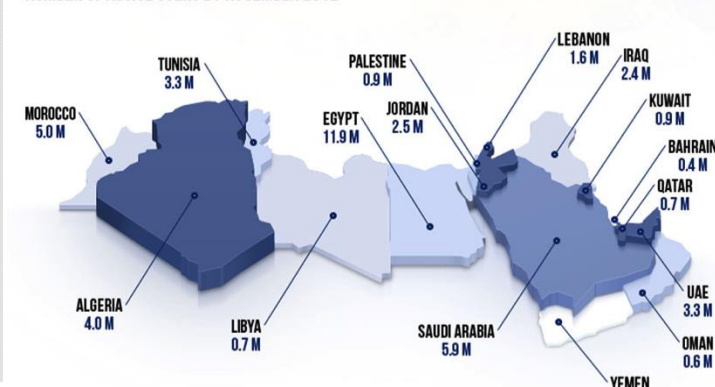 LEBANON
1.6 M
PALESTINE
0.9 M
IRAQ
2.4 M
TUNISIA
3.3 M
KUWAIT
0.9 M
JORDAN
2.5 M
MOROCCO
5.0 M
EGYPT
11.9 M
BAHRAIN
0.4 M
QATAR
0.7 M
ALGERIA
4.0 M
LIBYA
0.7 M
SAUDI ARABIA
5.9 M
UAE
3.3 M
OMAN
0.6 M
YEMEN